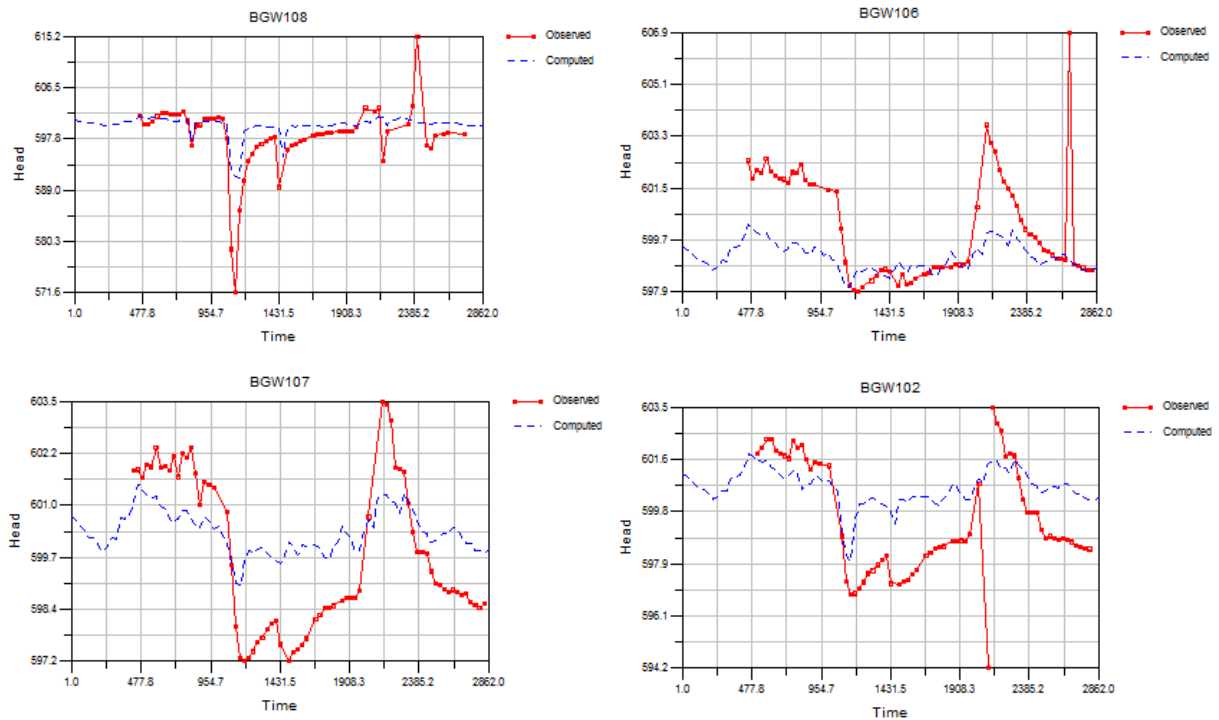 BGW108
615.2
606.5
597.8
589.0
580.3
571.6
Head
1.0 477.8 954.7 1431.5 1908.3 2385.2 2862.0
Time
Observed
Computed
BGW106
606.9
605.1
603.3
601.5
599.7
597.9
Head
1.0 477.8 954.7 1431.5 1908.3 2385.2 2862.0
Time
Observed
Computed
BGW107
603.5
602.2
601.0
599.7
598.4
597.2
Head
1.0 477.8 954.7 1431.5 1908.3 2385.2 2862.0
Time
Observed
Computed
BGW102
603.5
601.6
599.8
597.9
596.1
594.2
Head
1.0 477.8 954.7 1431.5 1908.3 2385.2 2862.0
Time
Observed
Computed